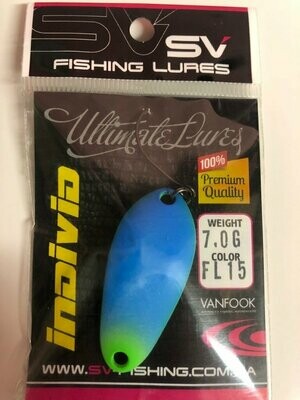 SV SV
FISHING LURES
Ultimate Lures
100%
Premium
Quality
INDIVID
WEIGHT
7.0G
COLOR
FL15
VANFOOK
WWW.SVFISHING.COM.UA